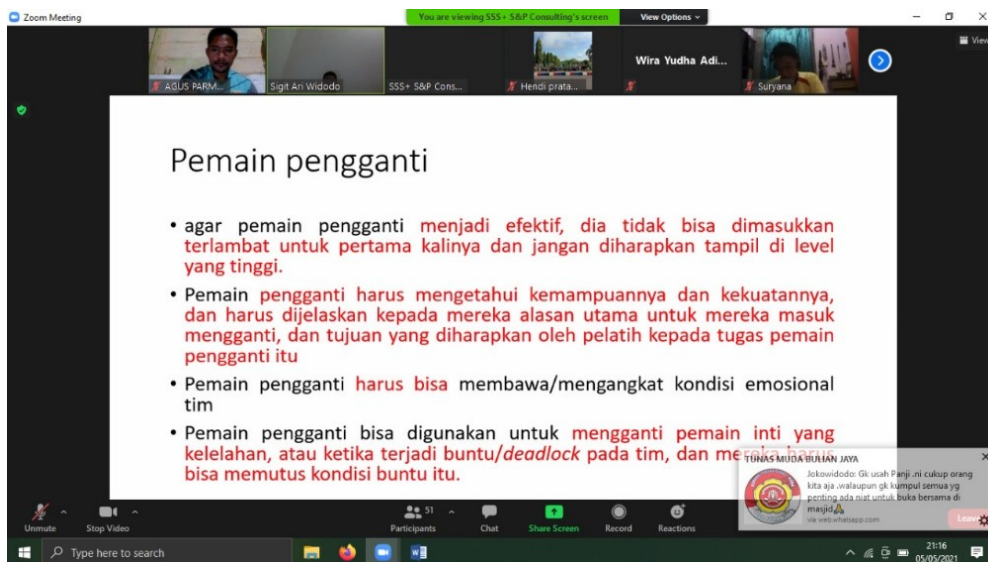 Zoom Meeting
You are viewing SSS+ S&P Consulting's screen
View Options
View
AGUS PARM...
Sigit Ari Widodo
SSS+ S&P Cons...
Hendi prata...
Wira Yudha Adi...
Suryana
Pemain pengganti
• agar pemain pengganti menjadi efektif, dia tidak bisa dimasukkan
terlambat untuk pertama kalinya dan jangan diharapkan tampil di level
yang tinggi.
• Pemain pengganti harus mengetahui kemampuannya dan kekuatannya,
dan harus dijelaskan kepada mereka alasan utama untuk mereka masuk
mengganti, dan tujuan yang diharapkan oleh pelatih kepada tugas pemain
pengganti itu
• Pemain pengganti harus bisa membawa/mengangkat kondisi emosional
tim
• Pemain pengganti bisa digunakan untuk mengganti pemain inti yang
kelelahan, atau ketika terjadi buntu/deadlock pada tim, dan mereka harus
bisa memutus kondisi buntu itu.
TUNAS MUDA BULIAN JAYA
Jokowidodo: Gk usah Panji .ni cukup orang
kita aja .walaupun gk kumpul semua yg
penting ada niat untuk buka bersama di
masjid🙏
via web.whatsapp.com
Unmute
Stop Video
51
Participants
Chat
Share Screen
Record
Reactions
Leave
Type here to search
21:16
05/05/2021